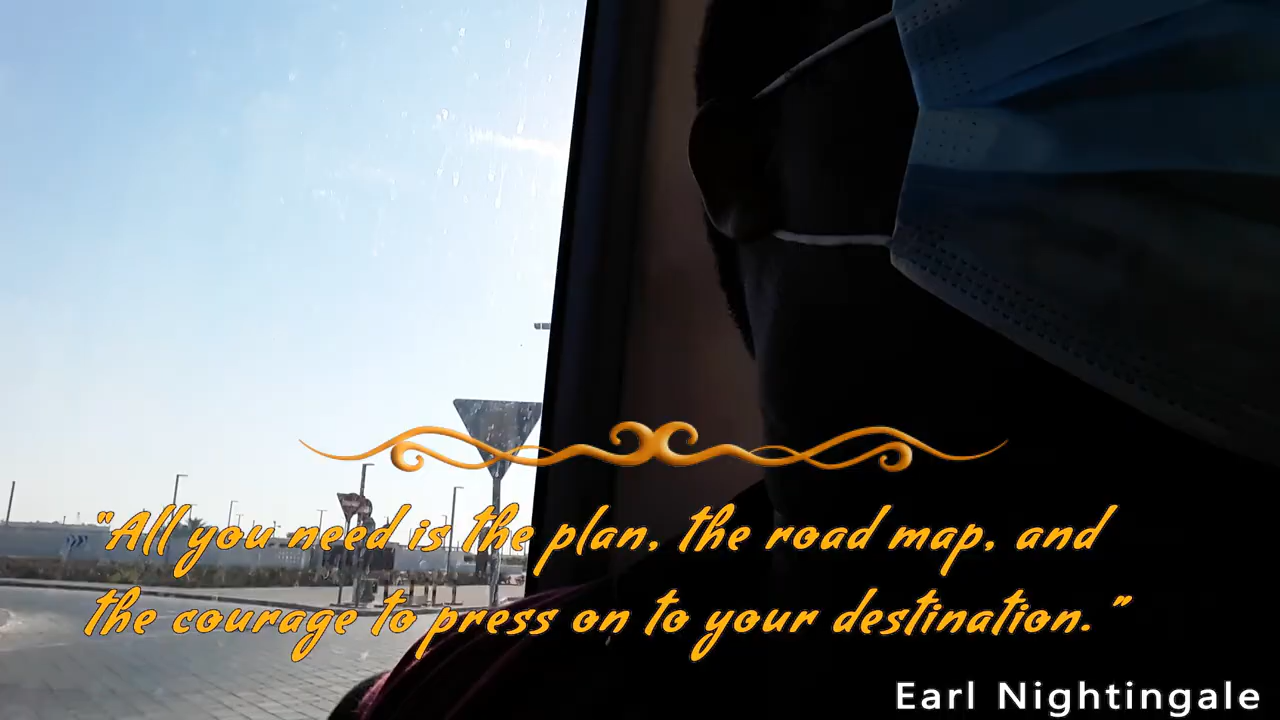 "All you need is the plan, the road map, and
the courage to press on to your destination."
Earl Nightingale